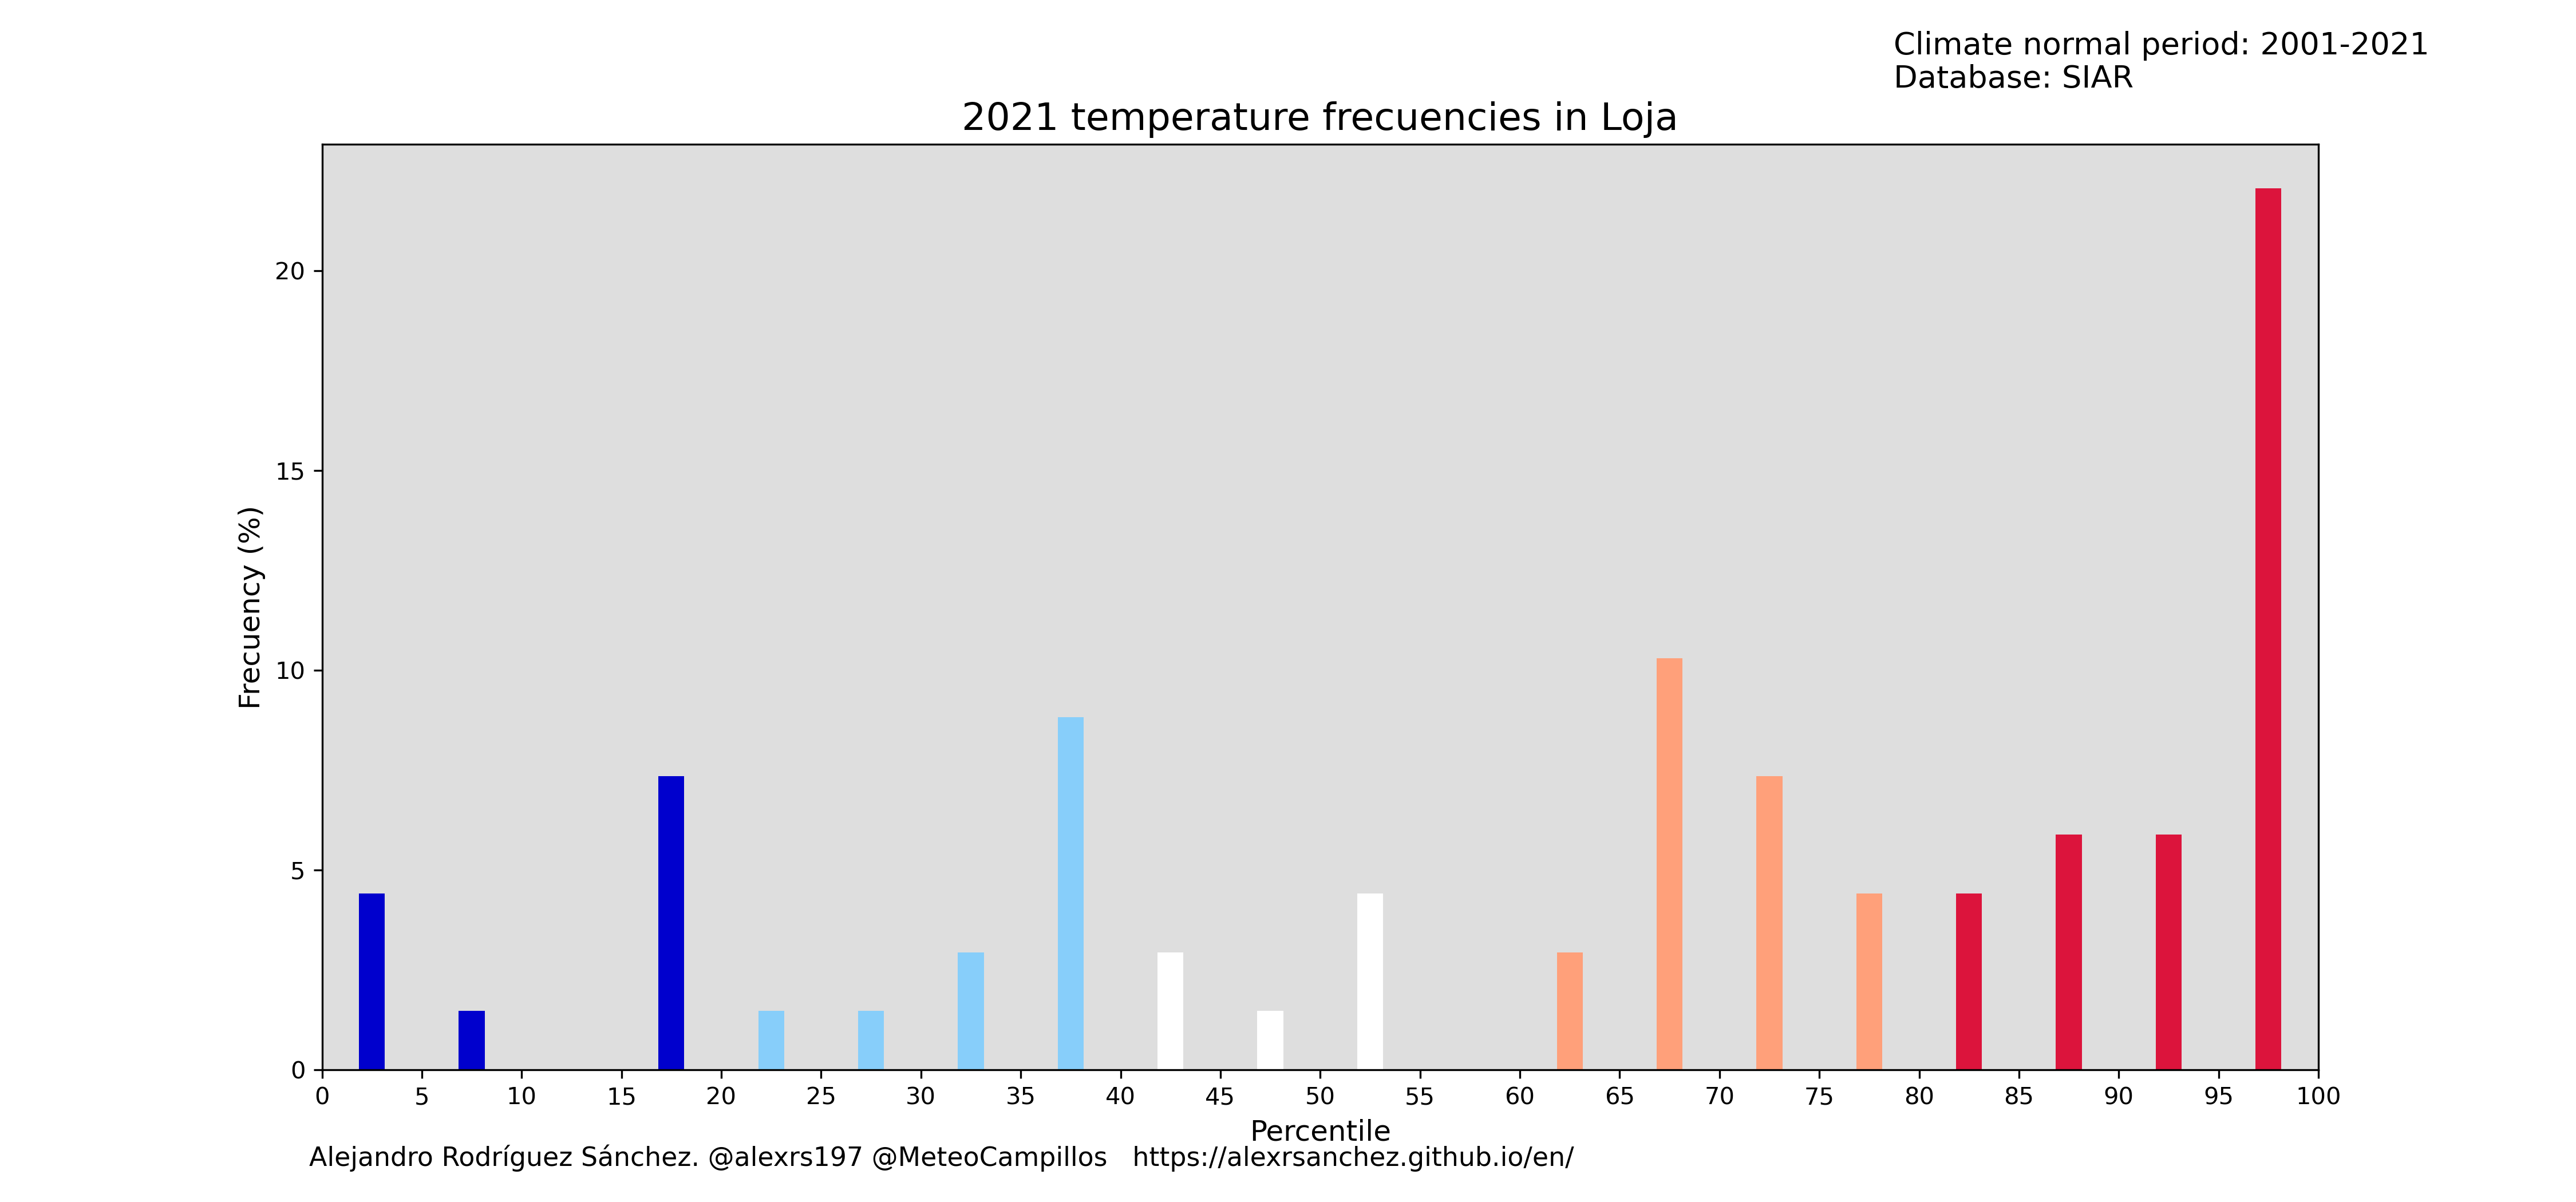 Climate normal period: 2001-2021
Database: SIAR
2021 temperature frecuencies in Loja
20
15
10
5
0
Frecuency (%)
0 5 10 15 20 25 30 35 40 45 50 55 60 65 70 75 80 85 90 95 100
Percentile
Alejandro Rodríguez Sánchez. @alexrs197 @MeteoCampillos https://alexrsanchez.github.io/en/